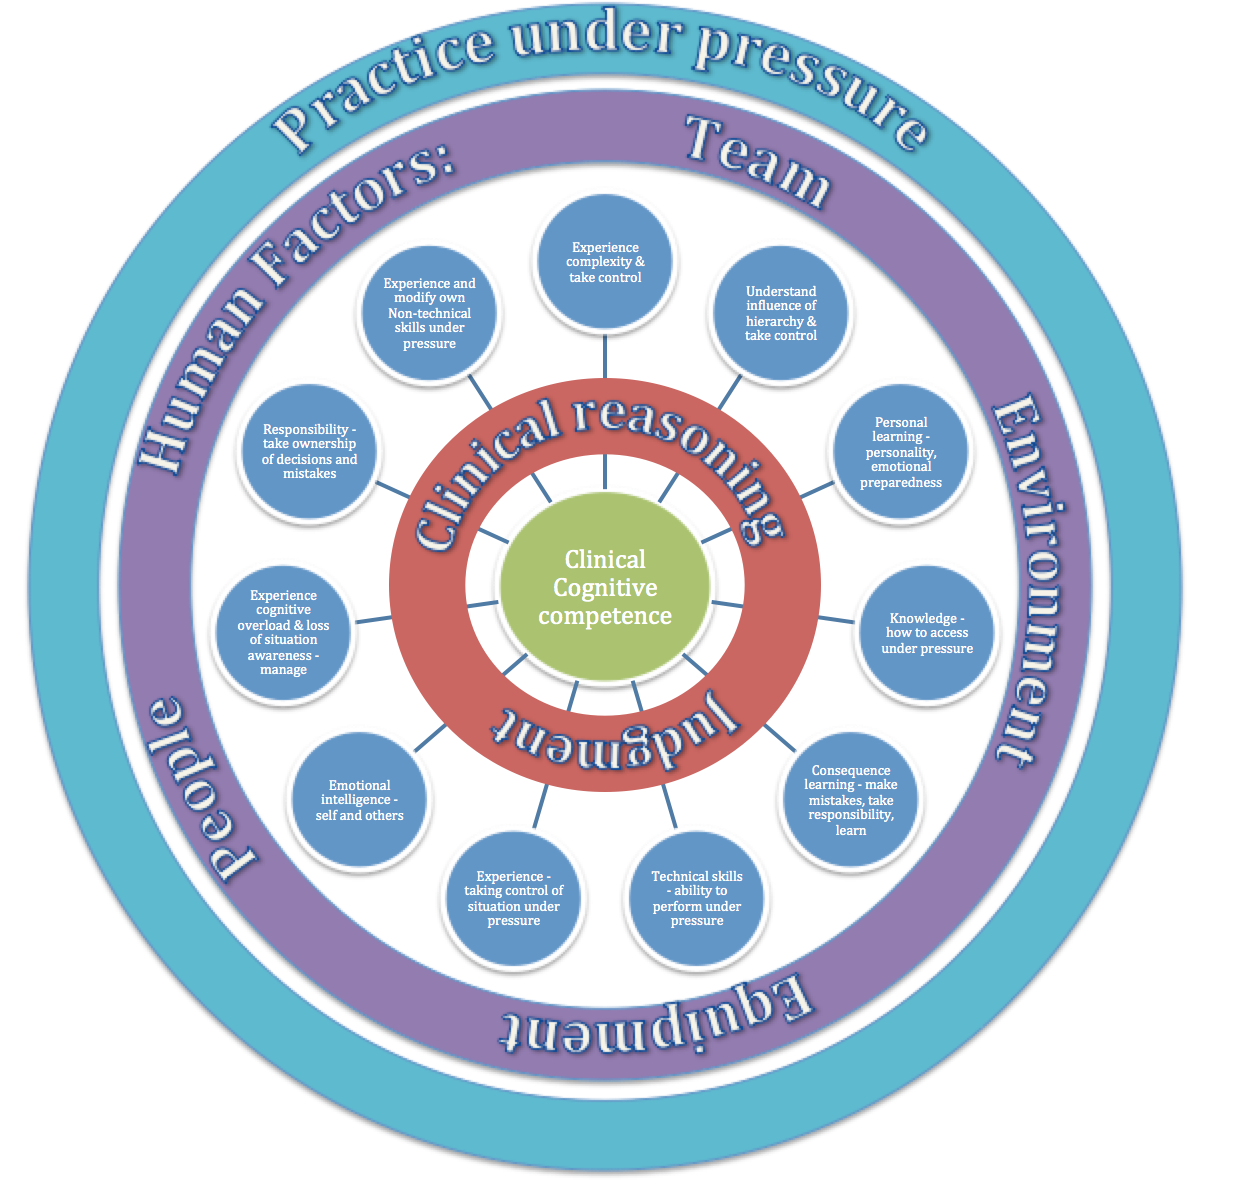 Practice under pressure
Human Factors:
Team
Environment
Equipment
People
Experience
complexity &
take control
Understand
influence of
hierarchy &
take control
Personal
learning -
personality,
emotional
preparedness
Knowledge -
how to access
under pressure
Consequence
learning - make
mistakes, take
responsibility,
learn
Technical skills
- ability to
perform under
pressure
Experience -
taking control of
situation under
pressure
Emotional
intelligence -
self and others
Experience
cognitive
overload & loss
of situation
awareness -
manage
Responsibility -
take ownership
of decisions and
mistakes
Experience and
modify own
Non-technical
skills under
pressure
Clinical reasoning
Judgment
Clinical
Cognitive
competence